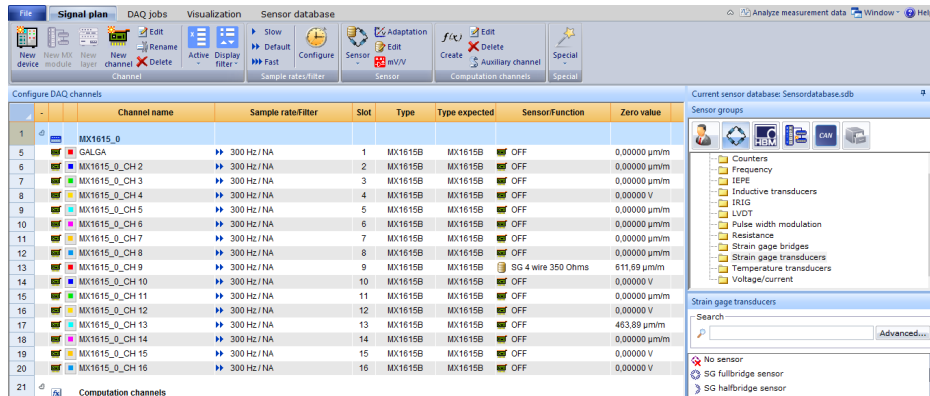 File Signal plan DAQ jobs Visualization Sensor database Analyze measurement data Window Help
New device New MX module New layer New channel Edit Rename Delete Active Display filter Slow Default Fast Configure Sensor Adaptation Edit mV/V f(x) Create Edit Delete Auxiliary channel Special
Channel Sample rates/filter Sensor Computation channels Special
Configure DAQ channels
Channel name Sample rate/Filter Slot Type Type expected Sensor/Function Zero value
1 MX1615_0
5 GALGA 300 Hz / NA 1 MX1615B MX1615B OFF 0,00000 µm/m
6 MX1615_0_CH 2 300 Hz / NA 2 MX1615B MX1615B OFF 0,00000 µm/m
7 MX1615_0_CH 3 300 Hz / NA 3 MX1615B MX1615B OFF 0,00000 µm/m
8 MX1615_0_CH 4 300 Hz / NA 4 MX1615B MX1615B OFF 0,00000 V
9 MX1615_0_CH 5 300 Hz / NA 5 MX1615B MX1615B OFF 0,00000 µm/m
10 MX1615_0_CH 6 300 Hz / NA 6 MX1615B MX1615B OFF 0,00000 µm/m
11 MX1615_0_CH 7 300 Hz / NA 7 MX1615B MX1615B OFF 0,00000 µm/m
12 MX1615_0_CH 8 300 Hz / NA 8 MX1615B MX1615B OFF 0,00000 µm/m
13 MX1615_0_CH 9 300 Hz / NA 9 MX1615B MX1615B SG 4 wire 350 Ohms 611,69 µm/m
14 MX1615_0_CH 10 300 Hz / NA 10 MX1615B MX1615B OFF 0,00000 V
15 MX1615_0_CH 11 300 Hz / NA 11 MX1615B MX1615B OFF 0,00000 µm/m
16 MX1615_0_CH 12 300 Hz / NA 12 MX1615B MX1615B OFF 0,00000 V
17 MX1615_0_CH 13 300 Hz / NA 13 MX1615B MX1615B OFF 463,89 µm/m
18 MX1615_0_CH 14 300 Hz / NA 14 MX1615B MX1615B OFF 0,00000 µm/m
19 MX1615_0_CH 15 300 Hz / NA 15 MX1615B MX1615B OFF 0,00000 V
20 MX1615_0_CH 16 300 Hz / NA 16 MX1615B MX1615B OFF 0,00000 V
21 fx Computation channels
Current sensor database: Sensordatabase.sdb
Sensor groups
HBM CAN
Counters
Frequency
IEPE
Inductive transducers
IRIG
LVDT
Pulse width modulation
Resistance
Strain gage bridges
Strain gage transducers
Temperature transducers
Voltage/current
Strain gage transducers
Search
Advanced...
No sensor
SG fullbridge sensor
SG halfbridge sensor